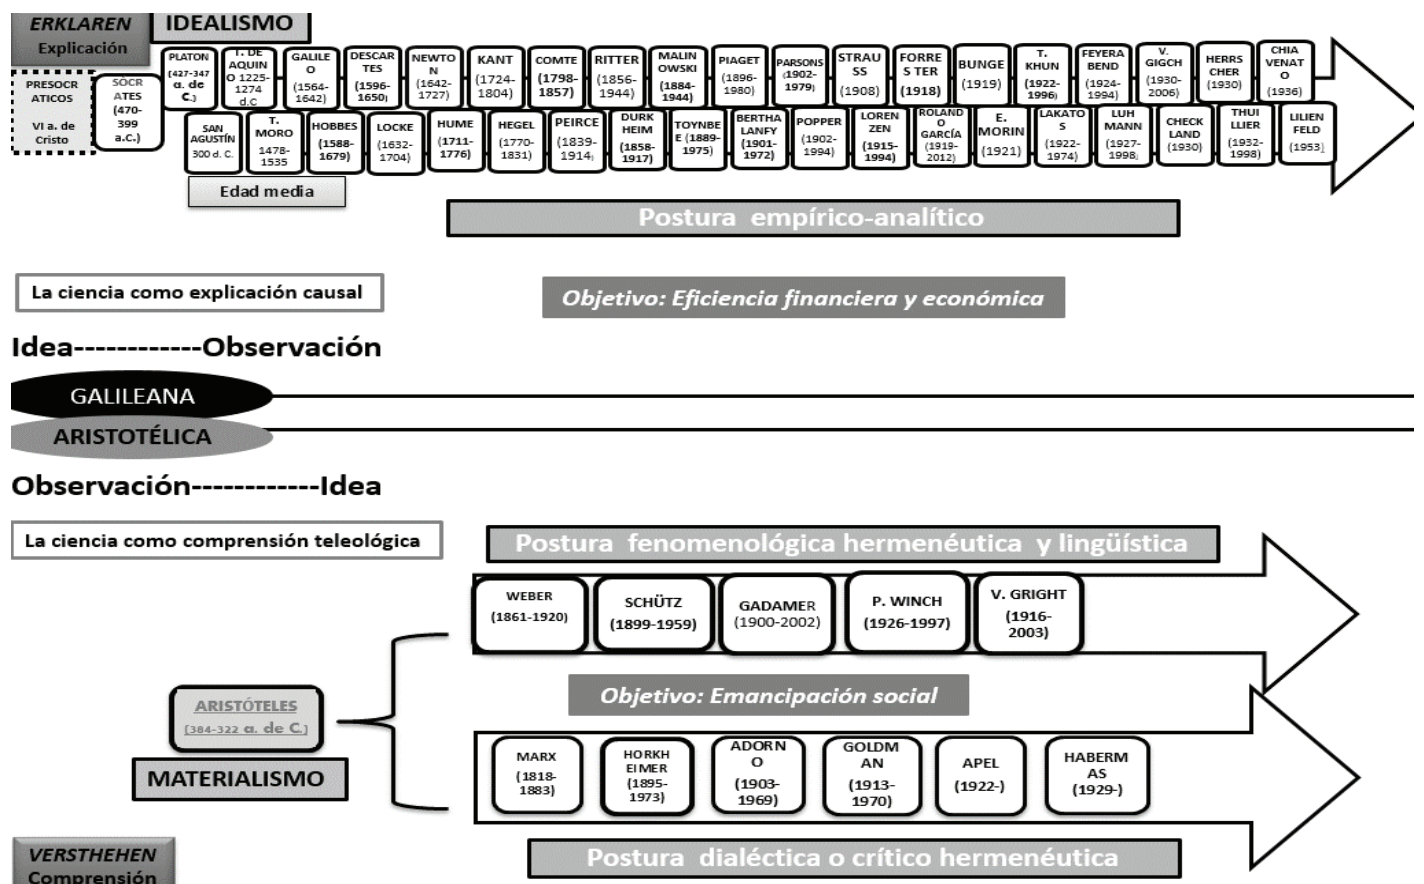 ERKLAREN
Explicación
IDEALISMO
PRESOCR
ATICOS
VI a. de
Cristo
SÒCR
ATES
(470-
399
a.C.)
PLATON
(427-347
a. de
C.)
T. DE
AQUIN
O 1225-
1274
d.C
GALILE
O
(1564-
1642)
DESCAR
TES
(1596-
1650)
NEWTO
N
(1642-
1727)
KANT
(1724-
1804)
COMTE
(1798-
1857)
RITTER
(1856-
1944)
MALIN
OWSKI
(1884-
1944)
PIAGET
(1896-
1980)
PARSONS
(1902-
1979)
STRAU
SS
(1908)
FORRE
S TER
(1918)
BUNGE
(1919)
T.
KHUN
(1922-
1996)
FEYERA
BEND
(1924-
1994)
V.
GIGCH
(1930-
2006)
HERRS
CHER
(1930)
CHIA
VENAT
O
(1936)
SAN
AGUSTÍN
300 d. C.
T.
MORO
1478-
1535
HOBBES
(1588-
1679)
LOCKE
(1632-
1704)
HUME
(1711-
1776)
HEGEL
(1770-
1831)
PEIRCE
(1839-
1914)
DURK
HEIM
(1858-
1917)
TOYNBE
E (1889-
1975)
BERTHA
LANFY
(1901-
1972)
POPPER
(1902-
1994)
LOREN
ZEN
(1915-
1994)
ROLAND
O
GARCÍA
(1919-
2012)
E.
MORIN
(1921)
LAKATO
S
(1922-
1974)
LUH
MANN
(1927-
1998)
CHECK
LAND
(1930)
THUI
LLIER
(1932-
1998)
LILIEN
FELD
(1953)
Edad media
Postura empírico-analítico
La ciencia como explicación causal
Objetivo: Eficiencia financiera y económica
Idea------------Observación
GALILEANA
ARISTOTÉLICA
Observación------------Idea
La ciencia como comprensión teleológica
Postura fenomenológica hermenéutica y lingüística
WEBER
(1861-1920)
SCHÜTZ
(1899-1959)
GADAMER
(1900-2002)
P. WINCH
(1926-1997)
V. GRIGHT
(1916-
2003)
ARISTÓTELES
(384-322 a. de C.)
Objetivo: Emancipación social
MATERIALISMO
MARX
(1818-
1883)
HORKH
EIMER
(1895-
1973)
ADORN
O
(1903-
1969)
GOLDM
AN
(1913-
1970)
APEL
(1922-)
HABERM
AS
(1929-)
VERSTHEHEN
Comprensión
Postura dialéctica o crítico hermenéutica